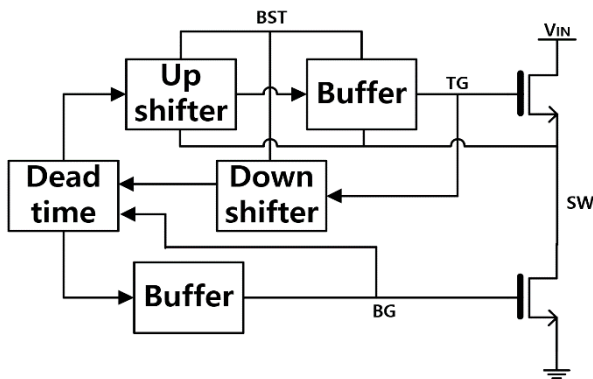 BST
VIN
Up
shifter
Buffer
TG
Dead
time
Down
shifter
SW
Buffer
BG